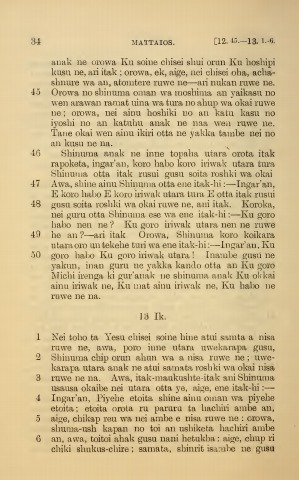 34 MATTAIOS. [12. 45.—13. 1.-6.
anak ne orowa Ku soine chisei shui orun Ku hoshipi
kusu ne, ari itak; orowa, ek, aige, nei chisei oha, acha-
shnure wa an, atomtere ruwe ne—ari nukan ruwe ne.
45 Orowa no shinuma oman wa moshima an yaikasu no
wen arawan ramat uina wa tura no ahup wa okai ruwe
ne; orowa, nei ainu hoshiki no an katu kasu no
iyoshi no an katuhu anak ne naa wen ruwe ne.
Tane okai wen ainu ikiri otta ne yakka tambe nei no
an kusu ne na.
46 Shinuma anak ne inne topaha utara orota itak
rapoketa, ingar'an, koro habo koro iriwak utara tura
Shinuma otta itak rusui gusu soita roshki wa okai
47 Awa, shine ainu Shinuma otta ene itak-hi:—Ingar'an,
E koro habo E koro iriwak utara tura E otta itak rusui
48 gusu soita roshki wa okai ruwe ne, ani itak. Koroka,
nei guru otta Shinuma ese wa ene itak-hi:—Ku goro
habo nen ne? Ku goro iriwak utara nen ne ruwe
49 he an?—ari itak Orowa, Shinuma koro koikara
utara oro un tekehe turi wa ene itak-hi:—Ingar'an, Ku
50 goro habo Ku goro iriwak utara! Inambe gusu ne
yakun, inan guru ne yakka kando otta an Ku goro
Michi irenga ki gur'anak ne shinuma anak Ku okkai
ainu iriwak ne, Ku mat ainu iriwak ne, Ku habo ne
ruwe ne na.
13 Ik.
1 Nei toho ta Yesu chisei soine hine atui samta a nisa
ruwe ne, awa, poro inne utara uwekarapa gusu,
2 Shinuma chip orun ahun wa a nisa ruwe ne; uwe-
karapa utara anak ne atui samata roshki wa okai nisa
3 ruwe ne na. Awa, itak-maukushte-itak ani Shinuma
usausa okaibe nei utara otta ye, aige, ene itak-hi:—
4 Ingar'an, Piyehe etoita shine ainu oman wa piyehe
etoita; etoita orota ru paruru ta hachiri ambe an,
5 aige, chikap reu wa nei ambe e nisa ruwe ne: orowa,
shuma-ush kapan no toi an ushiketa hachiri ambe
6 an, awa, toitoi ahak gusu nani hetukba: aige, chup ri
chiki shukus-chire; samata, shinrit isambe ne gusu